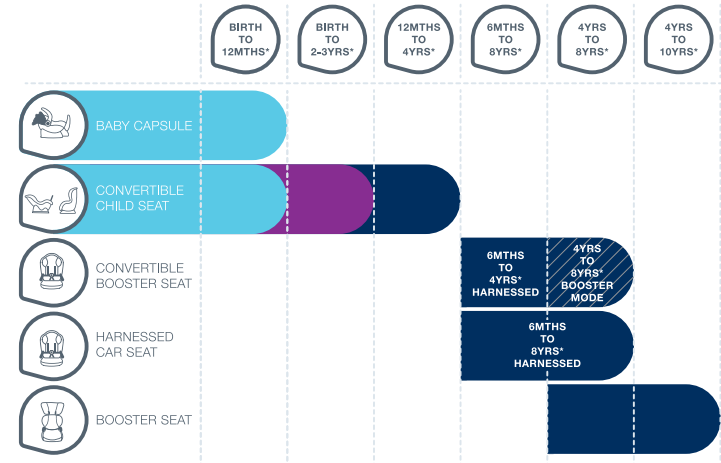 BIRTH
TO
12MTHS*
BIRTH
TO
2–3YRS*
12MTHS
TO
4YRS*
6MTHS
TO
8YRS*
4YRS
TO
8YRS*
4YRS
TO
10YRS*
BABY CAPSULE
CONVERTIBLE
CHILD SEAT
CONVERTIBLE
BOOSTER SEAT
6MTHS
TO
4YRS*
HARNESSED
4YRS
TO
8YRS*
BOOSTER
MODE
HARNESSED
CAR SEAT
6MTHS
TO
8YRS*
HARNESSED
BOOSTER SEAT